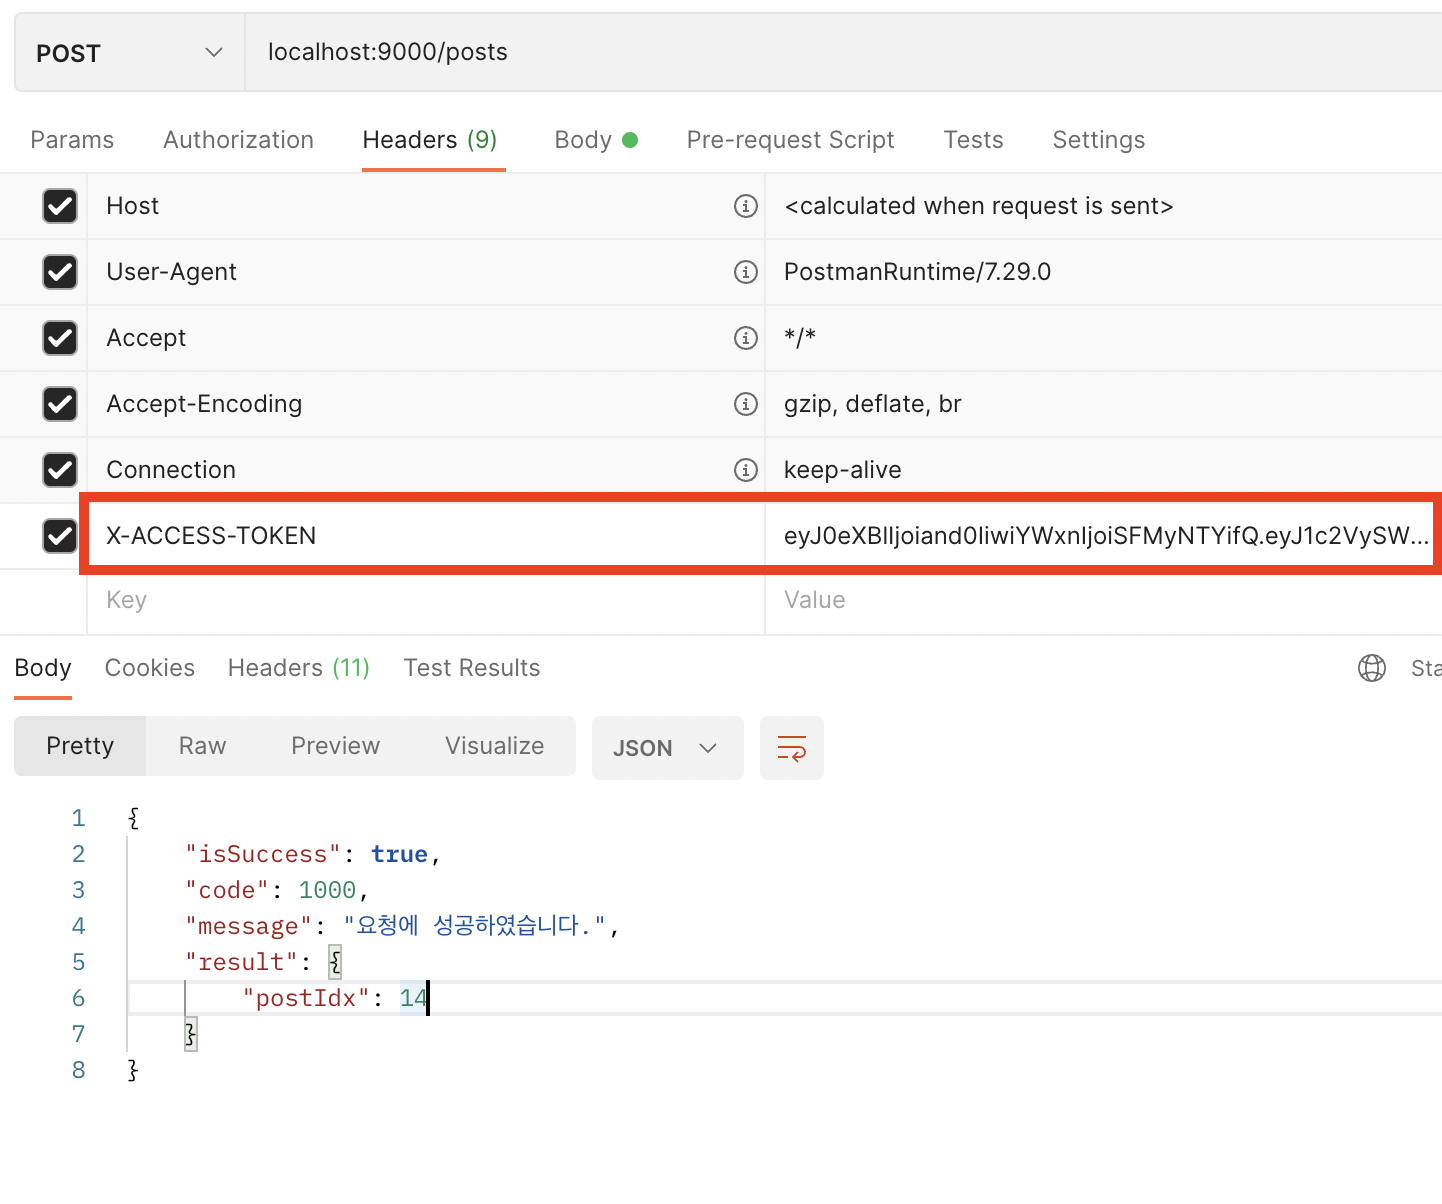 POST localhost:9000/posts
Params Authorization Headers (9) Body Pre-request Script Tests Settings
Host <calculated when request is sent>
User-Agent PostmanRuntime/7.29.0
Accept */*
Accept-Encoding gzip, deflate, br
Connection keep-alive
X-ACCESS-TOKEN eyJ0eXBlIjoiand0IiwiYWxnIjoiSFMyNTYifQ.eyJ1c2VySW...
Key Value
Body Cookies Headers (11) Test Results Sta
Pretty Raw Preview Visualize JSON
1 {
2 "isSuccess": true,
3 "code": 1000,
4 "message": "요청에 성공하였습니다.",
5 "result": {
6 "postIdx": 14
7 }
8 }